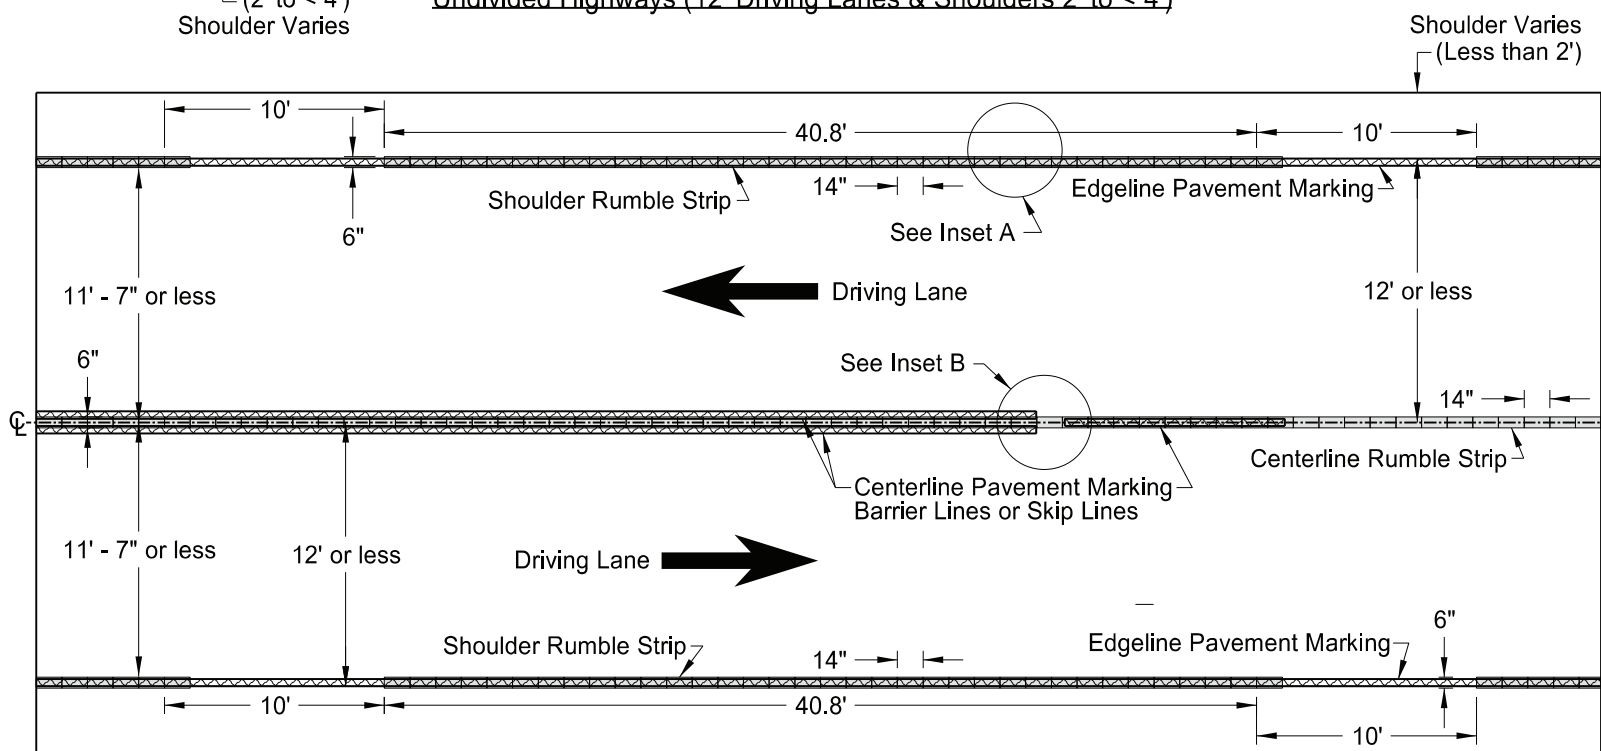 (2' to < 4')
Shoulder Varies
Undivided Highways (12' Driving Lanes & Shoulders 2' to < 4')
Shoulder Varies
(Less than 2')
10'
40.8'
10'
Shoulder Rumble Strip
14"
Edgeline Pavement Marking
6"
See Inset A
11' - 7" or less
Driving Lane
12' or less
6"
See Inset B
14"
℄
Centerline Rumble Strip
Centerline Pavement Marking
Barrier Lines or Skip Lines
11' - 7" or less
12' or less
Driving Lane
6"
Shoulder Rumble Strip
14"
Edgeline Pavement Marking
10'
40.8'
10'